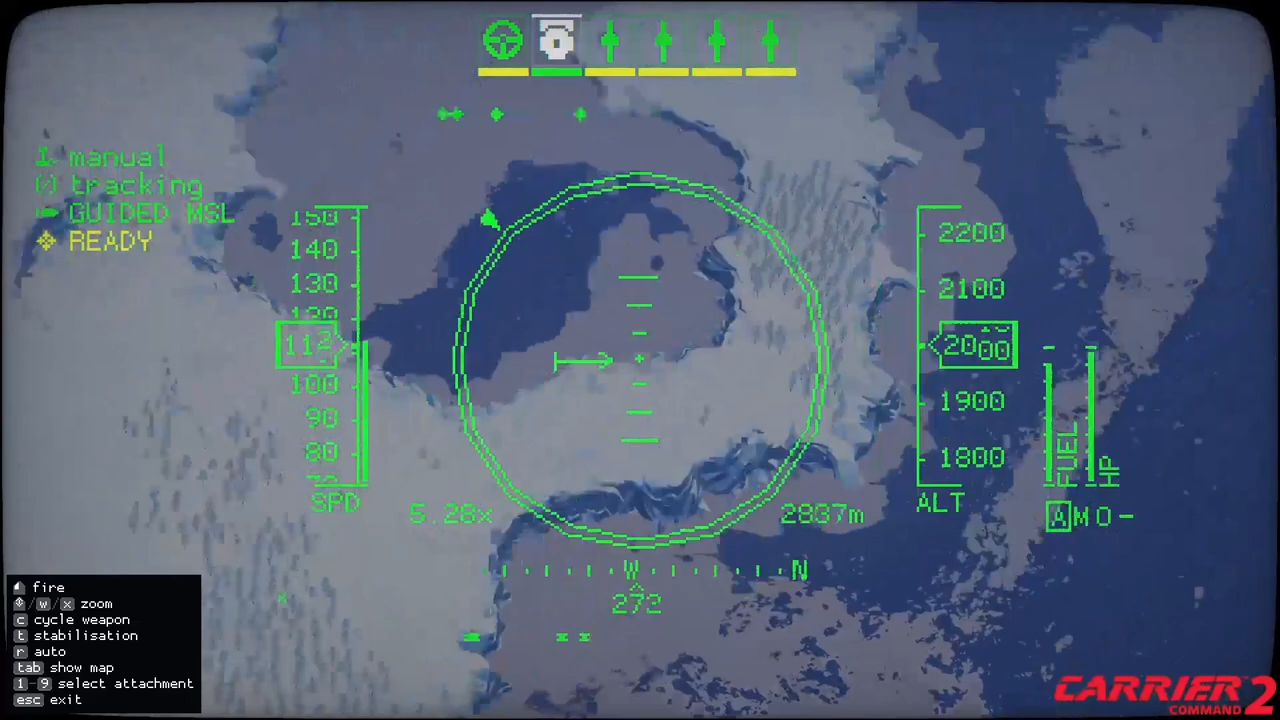 manual
tracking
GUIDED MSL
READY
150
140
130
120
112
100
90
80
SPD
2200
2100
2000
1900
1800
ALT
FUEL
HP
AMO-
5.28x
2837m
W N
272
fire
/w/x zoom
c cycle weapon
t stabilisation
r auto
tab show map
1-9 select attachment
esc exit
CARRIER
COMMAND 2